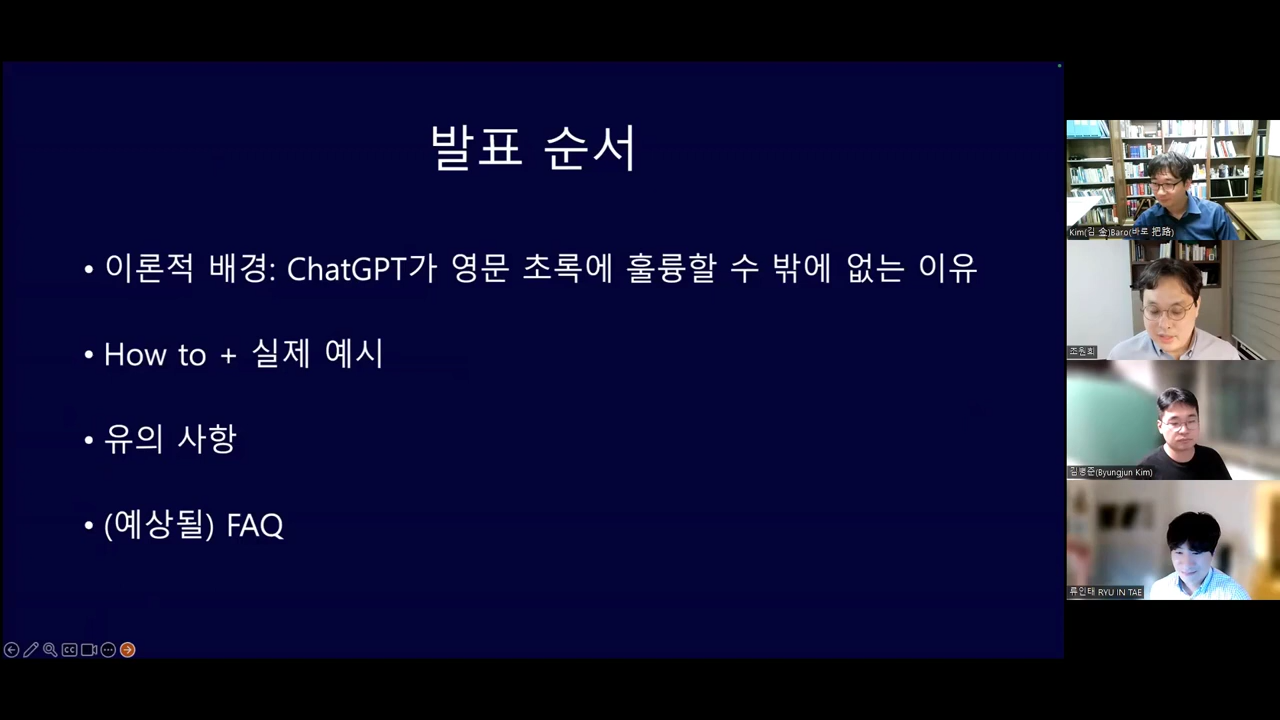 발표 순서
• 이론적 배경: ChatGPT가 영문 초록에 훌륭할 수 밖에 없는 이유
• How to + 실제 예시
• 유의 사항
• (예상될) FAQ
Kim(김 金)Baro(바로 把路)
조원희
김병준(Byungjun Kim)
류인태 RYU IN TAE
CC